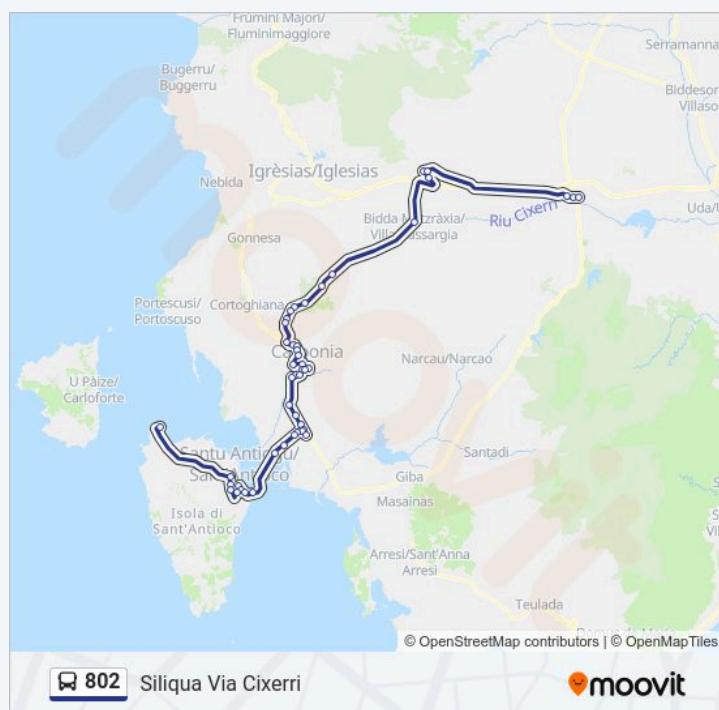 Frùmini Majori/
Fluminimaggiore
Serramanna
Bugerru/
Buggerru
Biddesor
Villaso
Igrèsias/Iglesias
Nebida
Uda/U
Riu Cixerri
Gonnesa
Portescusi/
Portoscuso
Cortoghiana
Carbonia
Narcau/Narcao
U Pàize/
Carloforte
Santadi
Giba
Masainas
Isola di
Sant'Antioco
Arresi/Sant'Anna
Arresi
Teulada
© OpenStreetMap contributors | © OpenMapTiles
802
Siliqua Via Cixerri
moovit